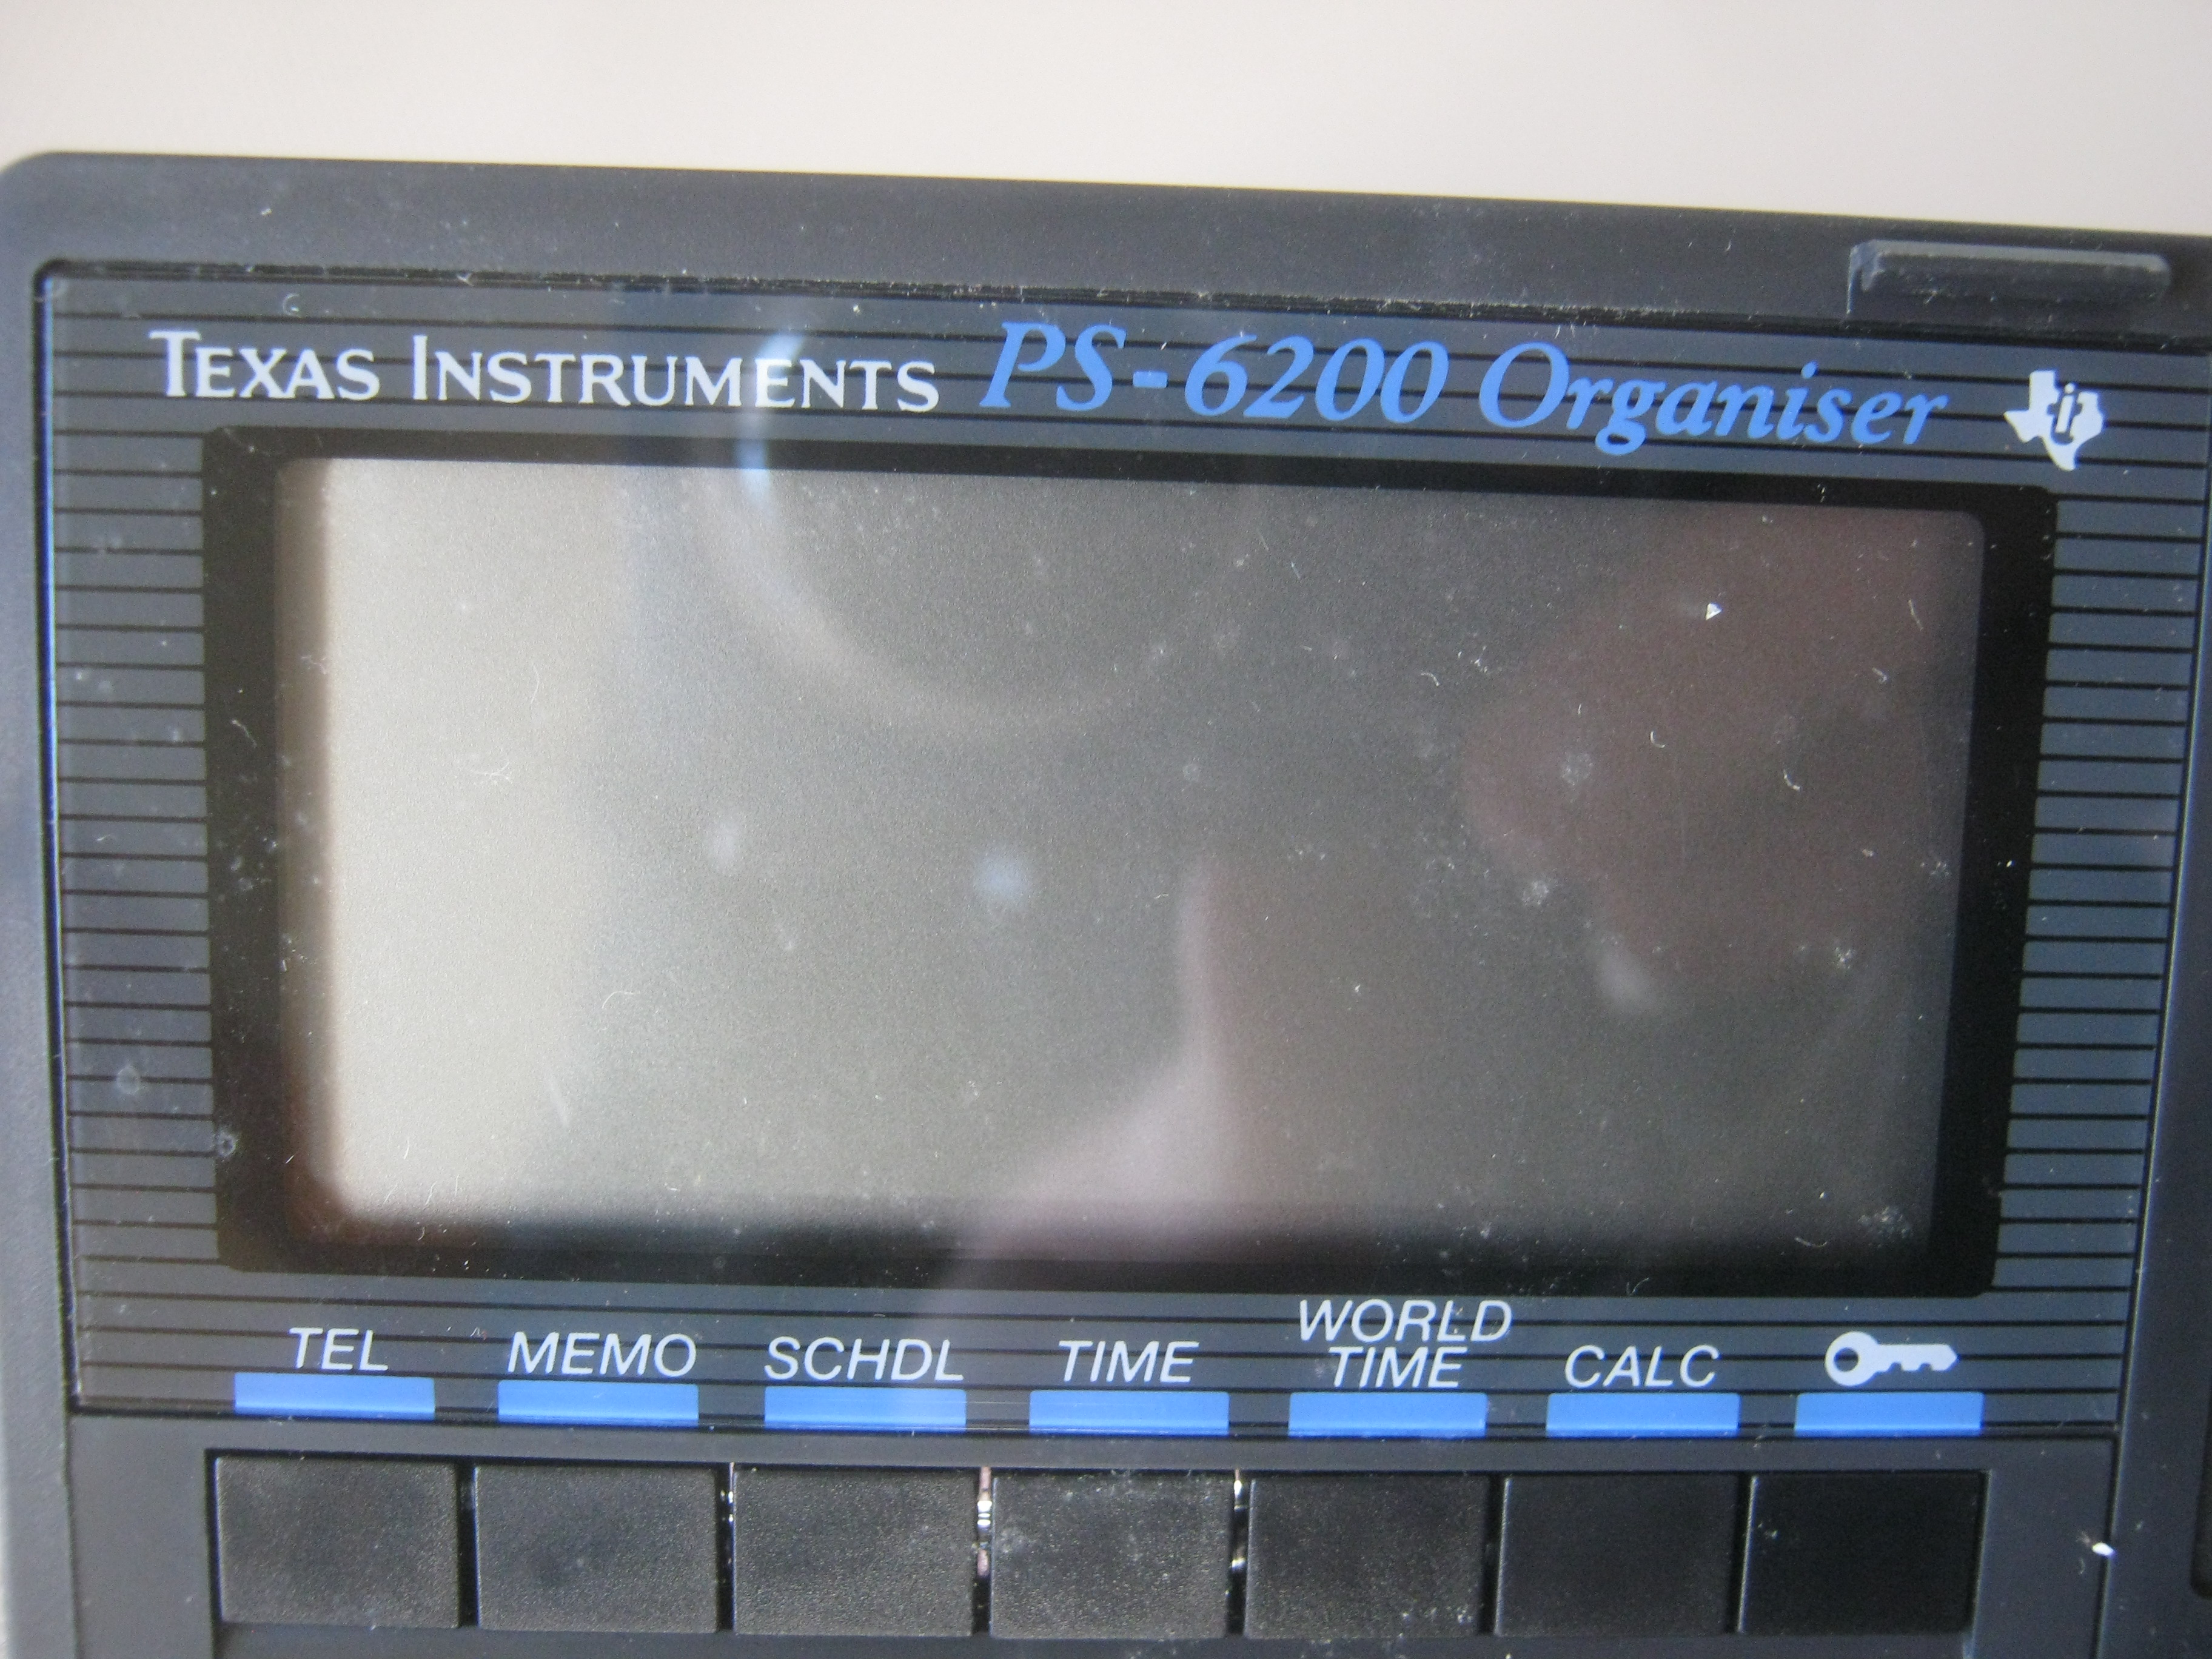 TEXAS INSTRUMENTS PS-6200 Organiser
TEL MEMO SCHDL TIME WORLD TIME CALC